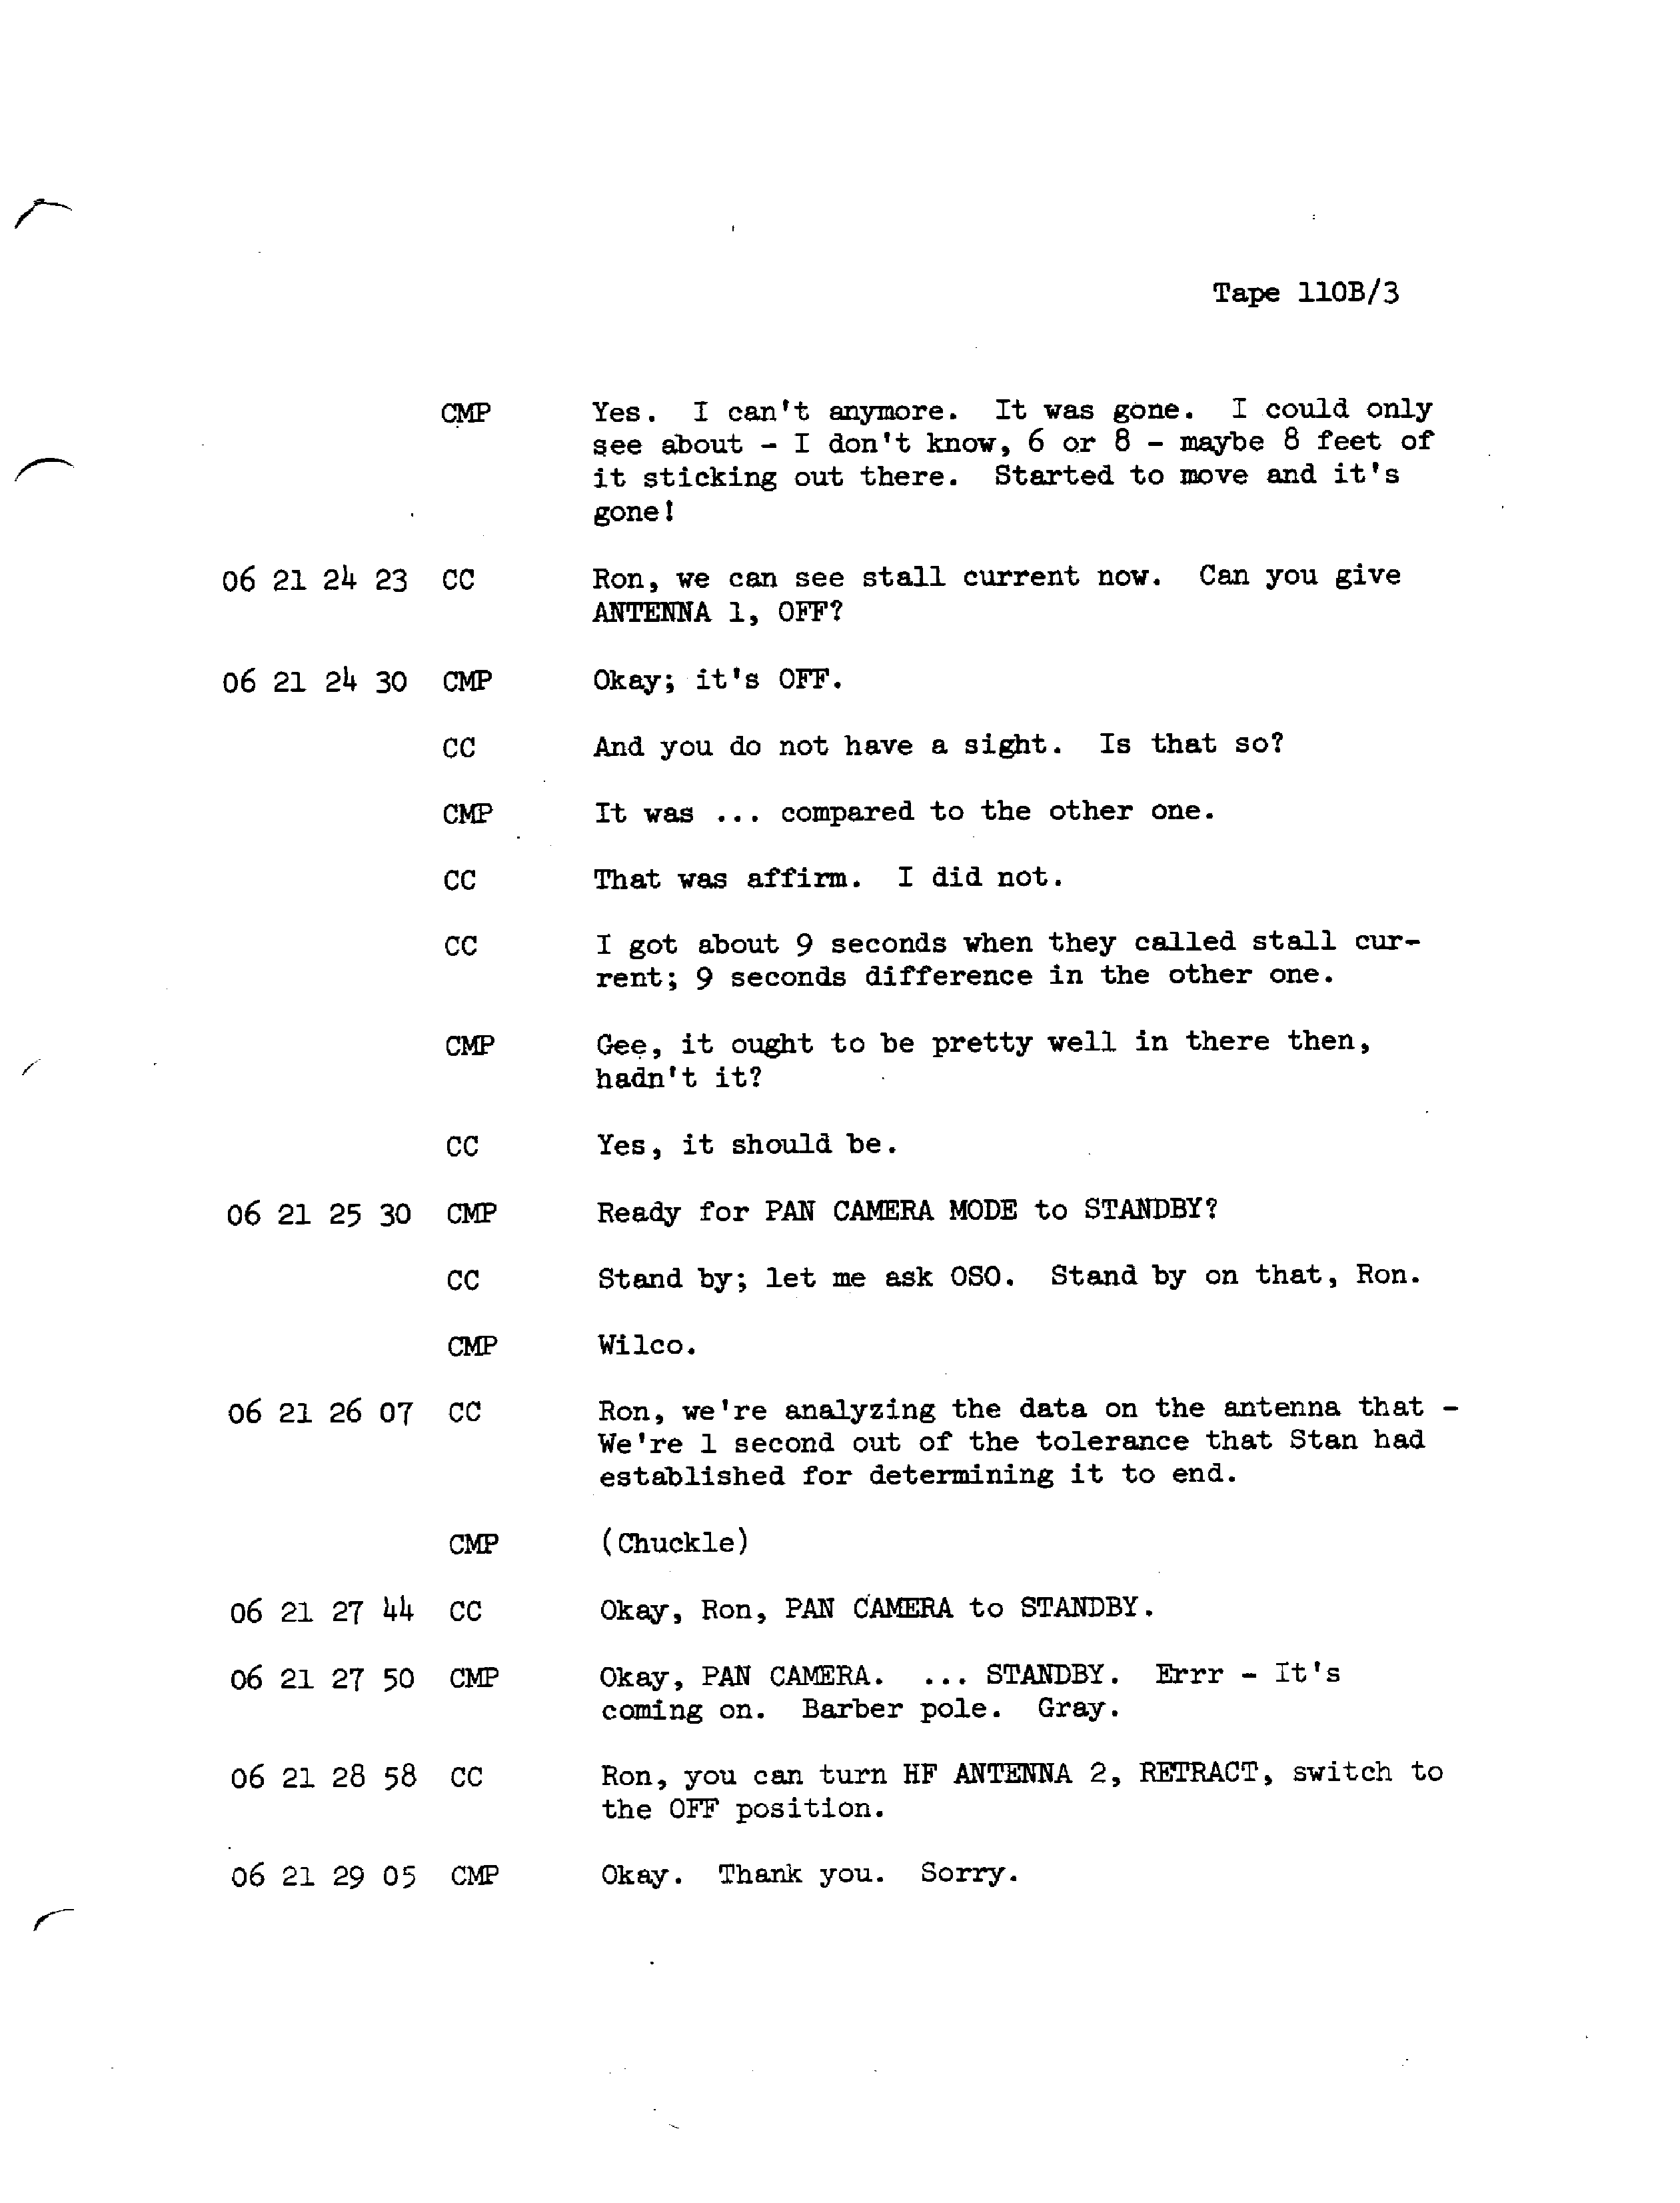 Tape 110B/3
CMP Yes. I can't anymore. It was gone. I could only
see about - I don't know, 6 or 8 - maybe 8 feet of
it sticking out there. Started to move and it's
gone!
06 21 24 23 CC Ron, we can see stall current now. Can you give
ANTENNA 1, OFF?
06 21 24 30 CMP Okay; it's OFF.
CC And you do not have a sight. Is that so?
CMP It was ... compared to the other one.
CC That was affirm. I did not.
CC I got about 9 seconds when they called stall cur-
rent; 9 seconds difference in the other one.
CMP Gee, it ought to be pretty well in there then,
hadn't it?
CC Yes, it should be.
06 21 25 30 CMP Ready for PAN CAMERA MODE to STANDBY?
CC Stand by; let me ask OSO. Stand by on that, Ron.
CMP Wilco.
06 21 26 07 CC Ron, we're analyzing the data on the antenna that -
We're 1 second out of the tolerance that Stan had
established for determining it to end.
CMP (Chuckle)
06 21 27 44 CC Okay, Ron, PAN CAMERA to STANDBY.
06 21 27 50 CMP Okay, PAN CAMERA. ... STANDBY. Errr - It's
coming on. Barber pole. Gray.
06 21 28 58 CC Ron, you can turn HF ANTENNA 2, RETRACT, switch to
the OFF position.
06 21 29 05 CMP Okay. Thank you. Sorry.